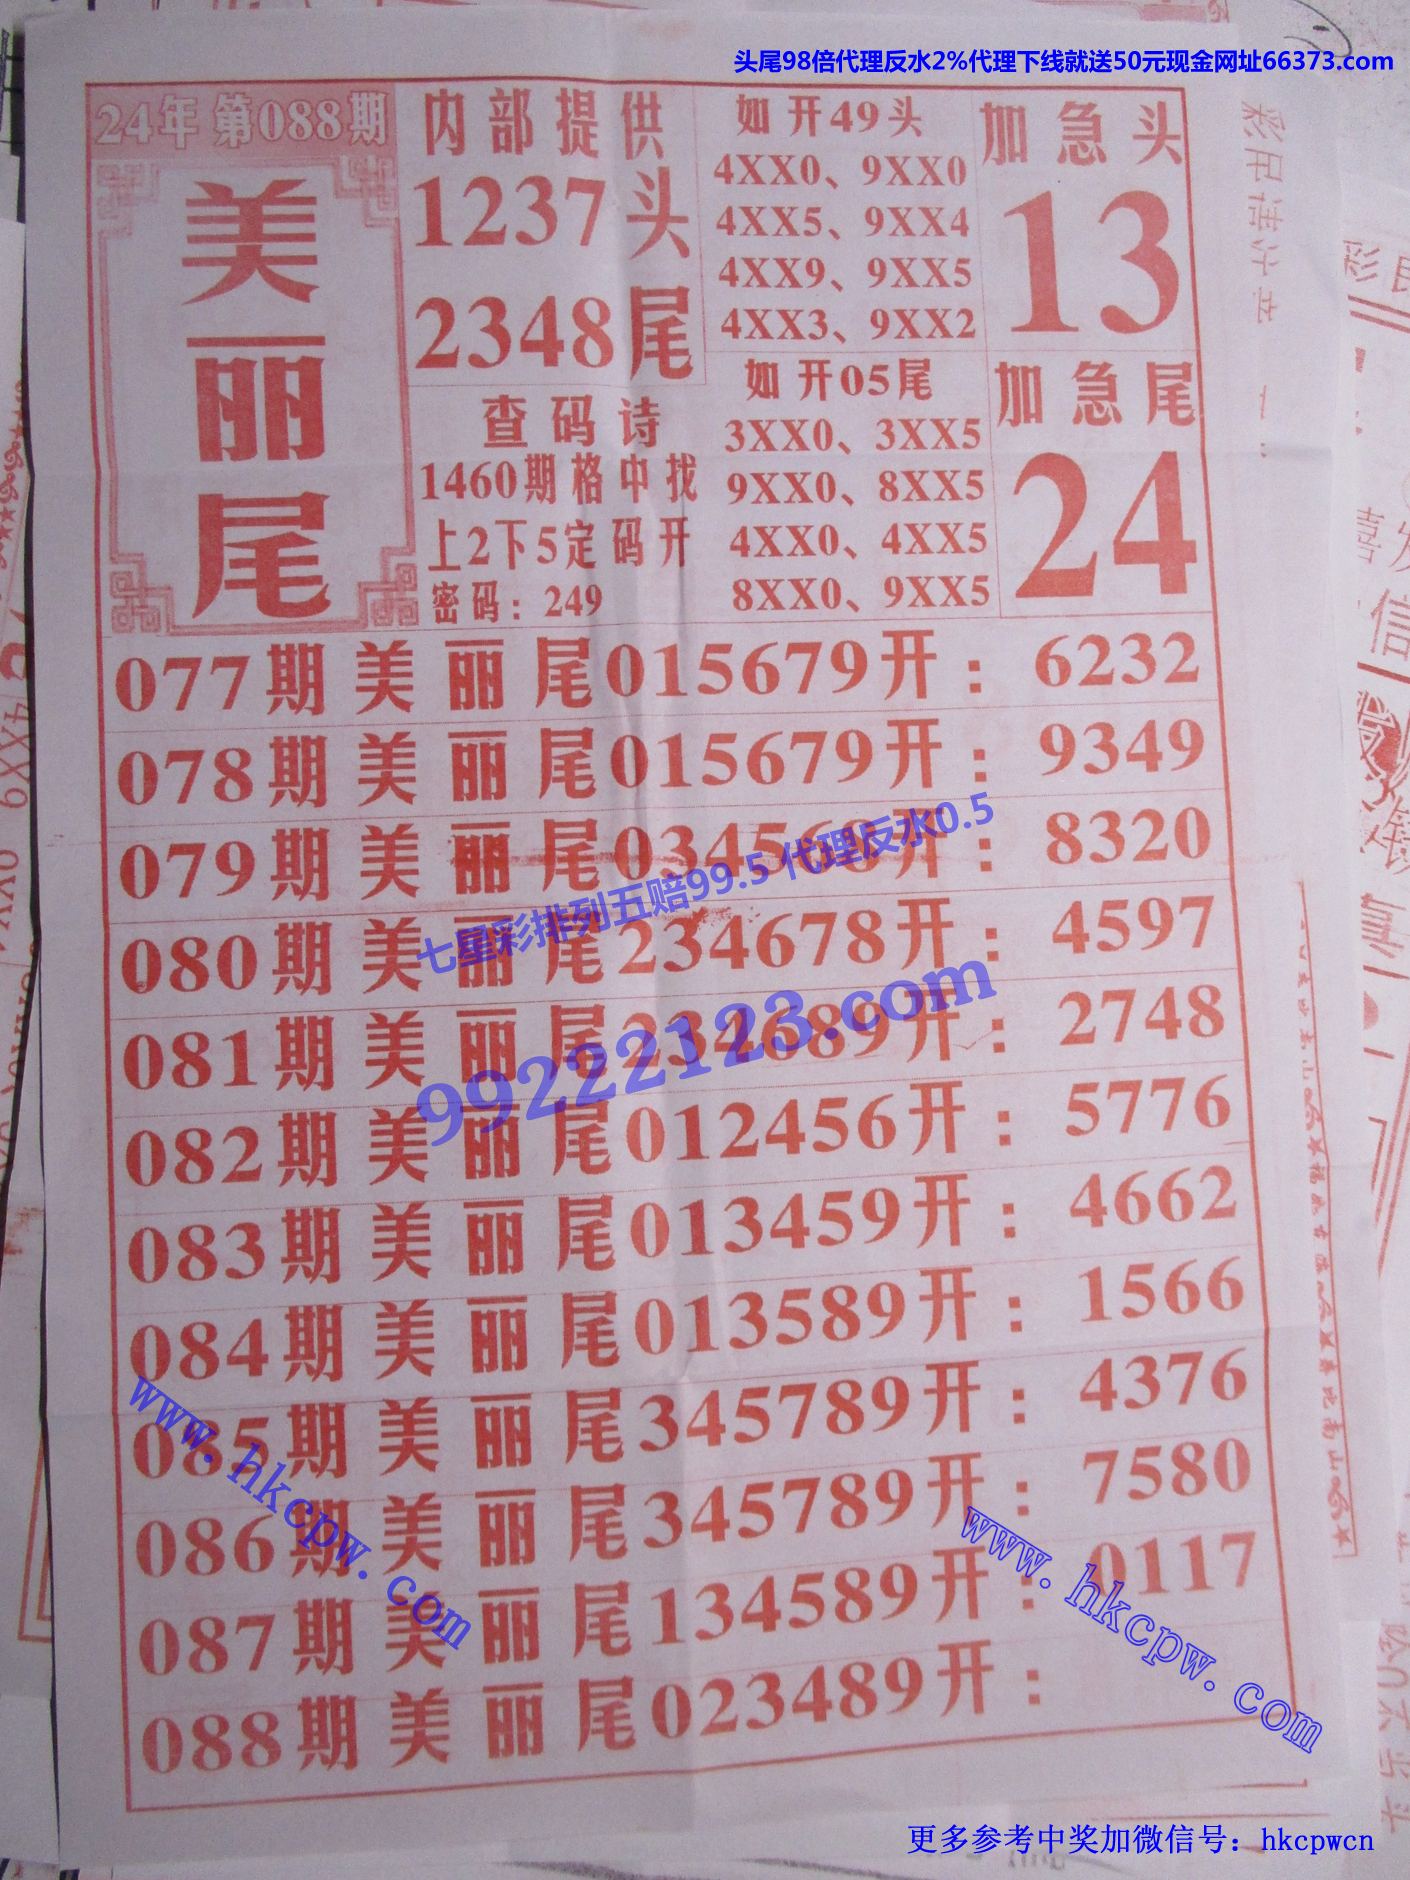 头尾98倍代理反水2%代理下线就送50元现金网址66373.com
24年 第088期
美丽尾
内部提供
1237头
2348尾
查码诗
1460期格中找
上2下5定码开
密码：249
如开49头
4XX0、9XX0
4XX5、9XX4
4XX9、9XX5
4XX3、9XX2
如开05尾
3XX0、3XX5
9XX0、8XX5
4XX0、4XX5
8XX0、9XX5
加急头
13
加急尾
24
077期美丽尾015679开：6232
078期美丽尾015679开：9349
079期美丽尾034568开：8320
080期美丽尾234678开：4597
081期美丽尾234689开：2748
082期美丽尾012456开：5776
083期美丽尾013459开：4662
084期美丽尾013589开：1566
085期美丽尾345789开：4376
086期美丽尾345789开：7580
087期美丽尾134589开：0117
088期美丽尾023489开：
七星彩排列五赔99.5 代理反水0.5
99222123.com
www.hkcpw.com
www.hkcpw.com
更多参考中奖加微信号：hkcpwcn